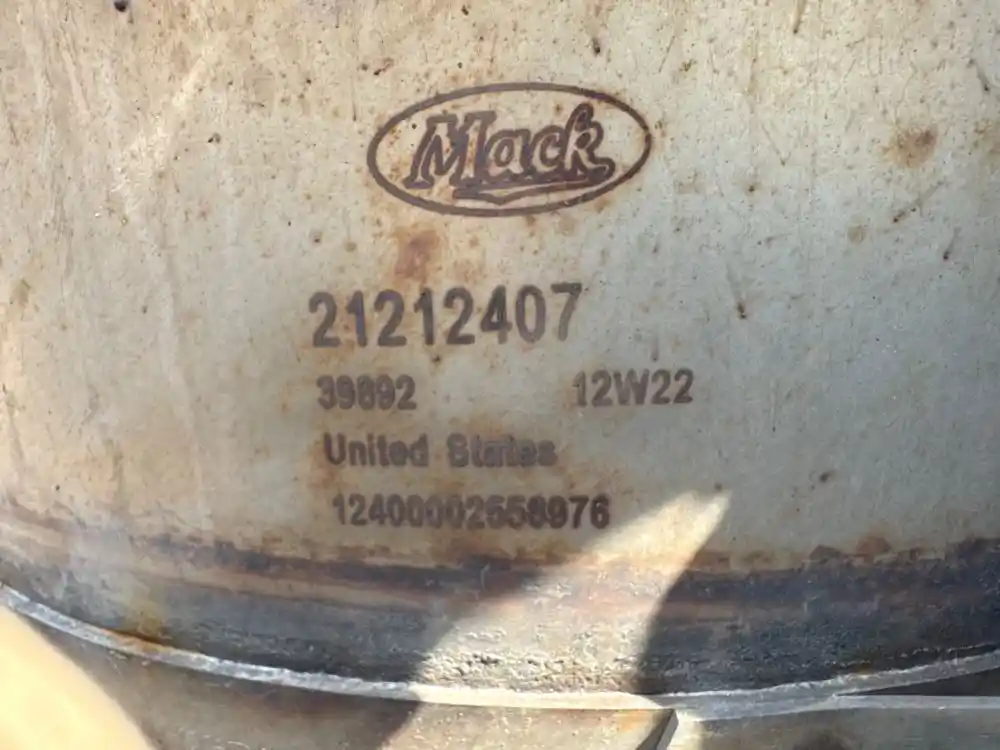 Mack
21212407
39892 12W22
United States
12400002558976